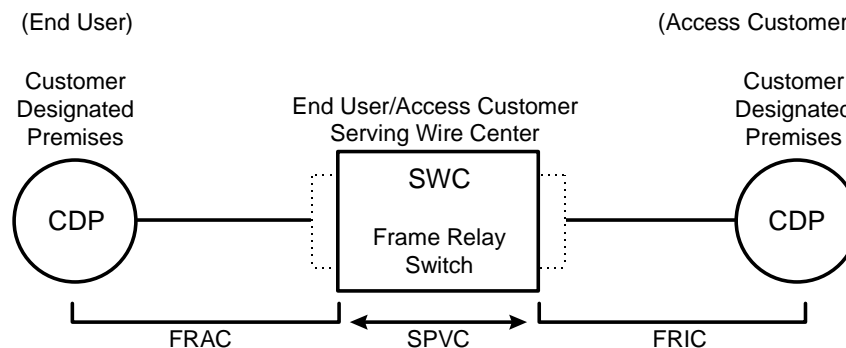 (End User)
(Access Customer
Customer
Designated
Premises
End User/Access Customer
Serving Wire Center
Customer
Designated
Premises
CDP
SWC
Frame Relay
Switch
CDP
FRAC
SPVC
FRIC